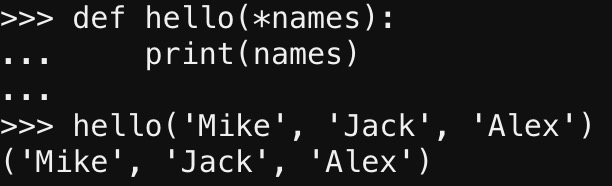 >>> def hello(*names):
...     print(names)
...
>>> hello('Mike', 'Jack', 'Alex')
('Mike', 'Jack', 'Alex')